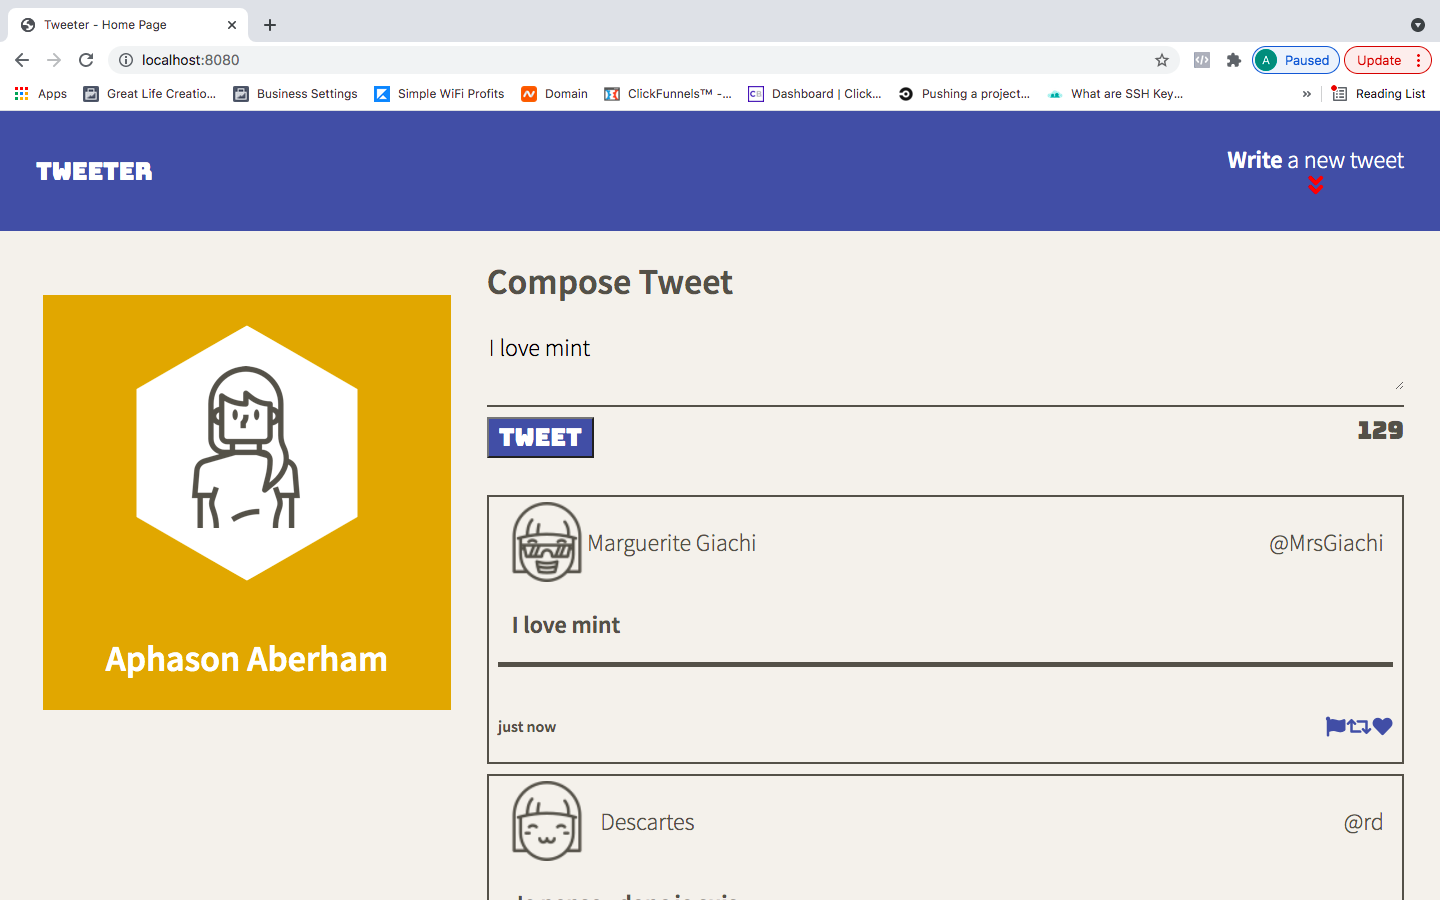 Tweeter - Home Page
localhost:8080
A Paused
Update
Apps
Great Life Creatio...
Business Settings
Simple WiFi Profits
Domain
ClickFunnels™ -...
CB Dashboard | Click...
Pushing a project...
What are SSH Key...
»
Reading List
TWEETER
Write a new tweet
Compose Tweet
I love mint
TWEET
129
Marguerite Giachi
@MrsGiachi
I love mint
just now
Aphason Aberham
Descartes
@rd